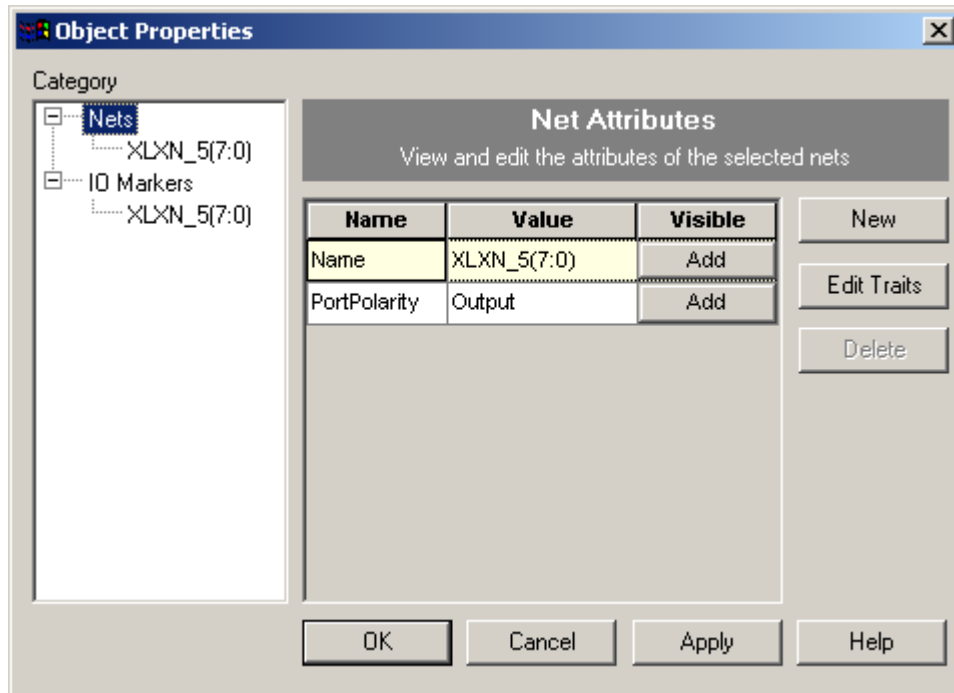 Object Properties
Category
Nets
XLXN_5(7:0)
IO Markers
XLXN_5(7:0)
Net Attributes
View and edit the attributes of the selected nets
Name Value Visible
Name XLXN_5(7:0) Add
PortPolarity Output Add
New
Edit Traits
Delete
OK Cancel Apply Help